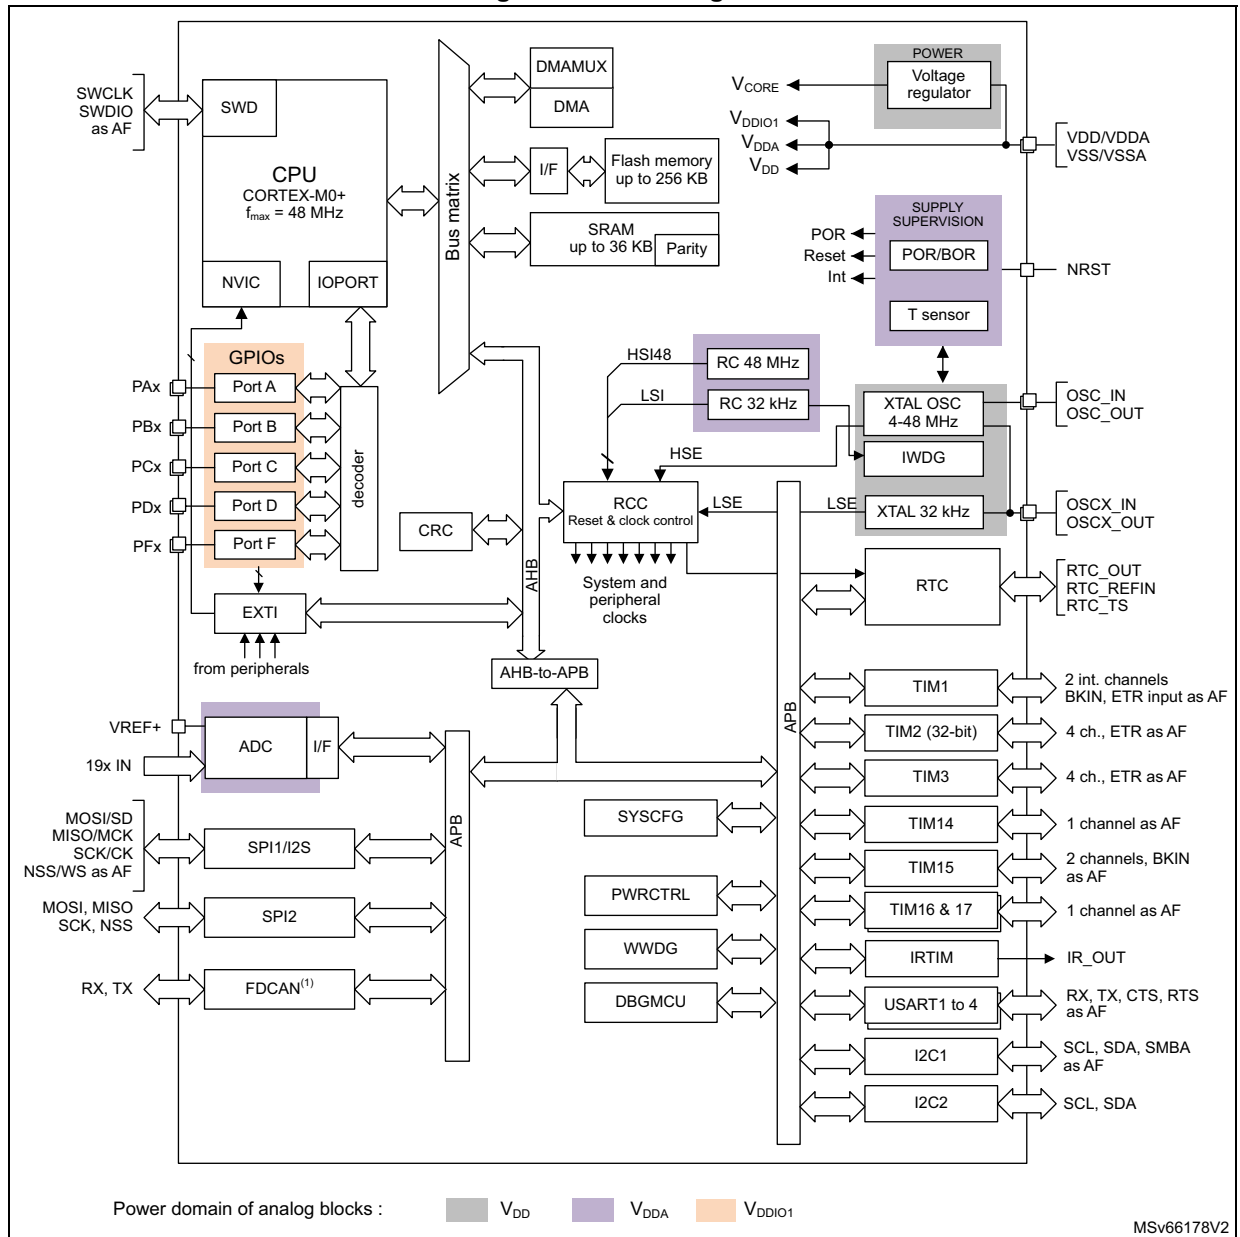 POWER
Voltage
regulator
VCORE
VDDIO1
VDDA
VDD
VDD/VDDA
VSS/VSSA
SWCLK
SWDIO
as AF
SWD
CPU
CORTEX-M0+
fmax = 48 MHz
NVIC
IOPORT
Bus matrix
DMAMUX
DMA
I/F
Flash memory
up to 256 KB
SRAM
up to 36 KB
Parity
SUPPLY
SUPERVISION
POR
Reset
Int
POR/BOR
T sensor
NRST
GPIOs
PAx
Port A
PBx
Port B
PCx
Port C
PDx
Port D
PFx
Port F
decoder
EXTI
from peripherals
HSI48
RC 48 MHz
LSI
RC 32 kHz
XTAL OSC
4-48 MHz
IWDG
XTAL 32 kHz
OSC_IN
OSC_OUT
OSCX_IN
OSCX_OUT
HSE
LSE
LSE
RCC
Reset & clock control
System and
peripheral
clocks
CRC
AHB
AHB-to-APB
RTC
RTC_OUT
RTC_REFIN
RTC_TS
VREF+
19x IN
ADC
I/F
MOSI/SD
MISO/MCK
SCK/CK
NSS/WS as AF
SPI1/I2S
MOSI, MISO
SCK, NSS
SPI2
RX, TX
FDCAN(1)
APB
SYSCFG
PWRCTRL
WWDG
DBGMCU
APB
TIM1
2 int. channels
BKIN, ETR input as AF
TIM2 (32-bit)
4 ch., ETR as AF
TIM3
4 ch., ETR as AF
TIM14
1 channel as AF
TIM15
2 channels, BKIN
as AF
TIM16 & 17
1 channel as AF
IRTIM
IR_OUT
USART1 to 4
RX, TX, CTS, RTS
as AF
I2C1
SCL, SDA, SMBA
as AF
I2C2
SCL, SDA
Power domain of analog blocks :
VDD
VDDA
VDDIO1
MSv66178V2